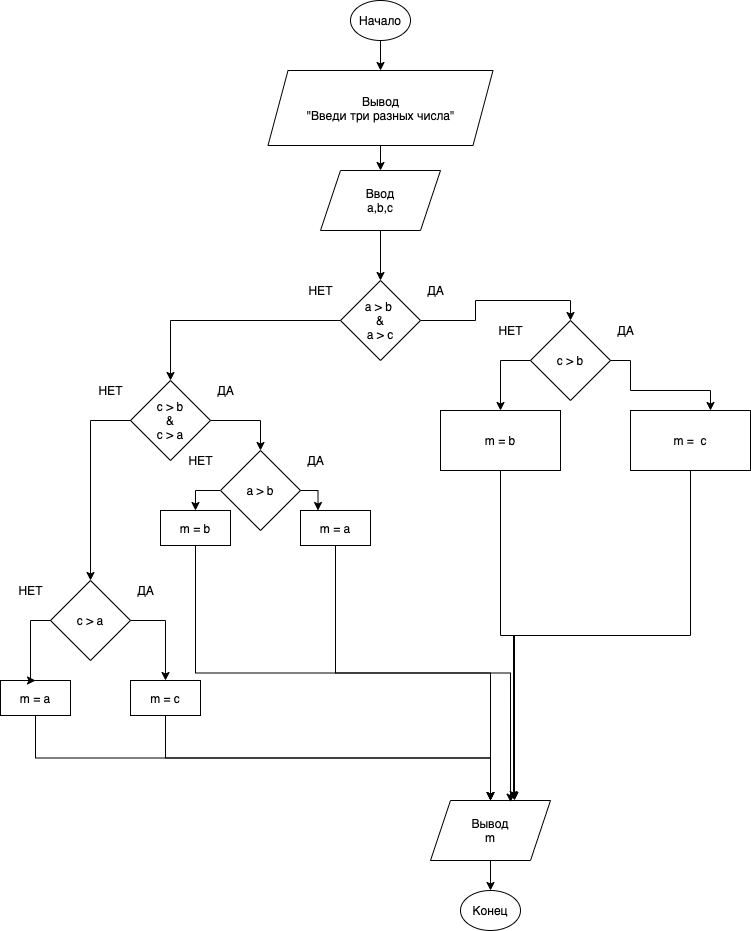 Начало
Вывод
"Введи три разных числа"
Ввод
a,b,c
НЕТ
ДА
a > b
&
a > c
НЕТ
ДА
c > b
НЕТ
ДА
c > b
&
c > a
m = b
m =  c
НЕТ
ДА
a > b
m = b
m = a
НЕТ
ДА
c > a
m = a
m = c
Вывод
m
Конец